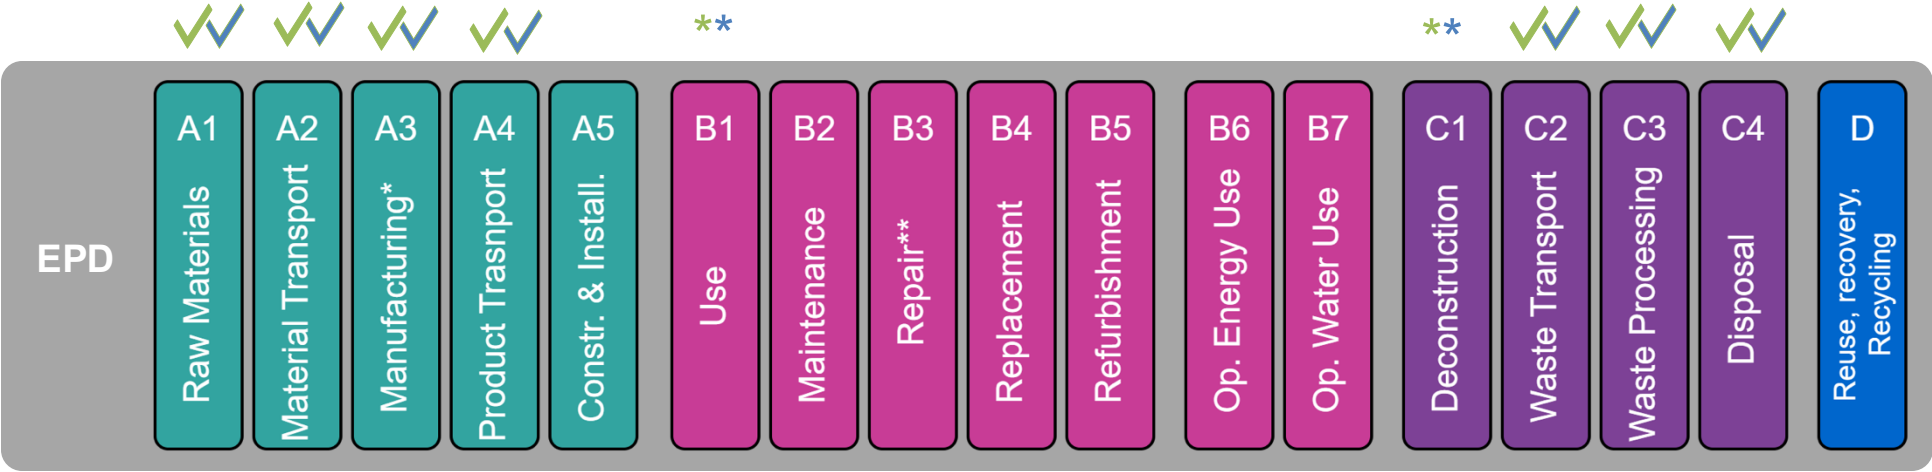 **
**
EPD
A1
Raw Materials
A2
Material Transport
A3
Manufacturing*
A4
Product Trasnport
A5
Constr. & Install.
B1
Use
B2
Maintenance
B3
Repair**
B4
Replacement
B5
Refurbishment
B6
Op. Energy Use
B7
Op. Water Use
C1
Deconstruction
C2
Waste Transport
C3
Waste Processing
C4
Disposal
D
Reuse, recovery,
Recycling